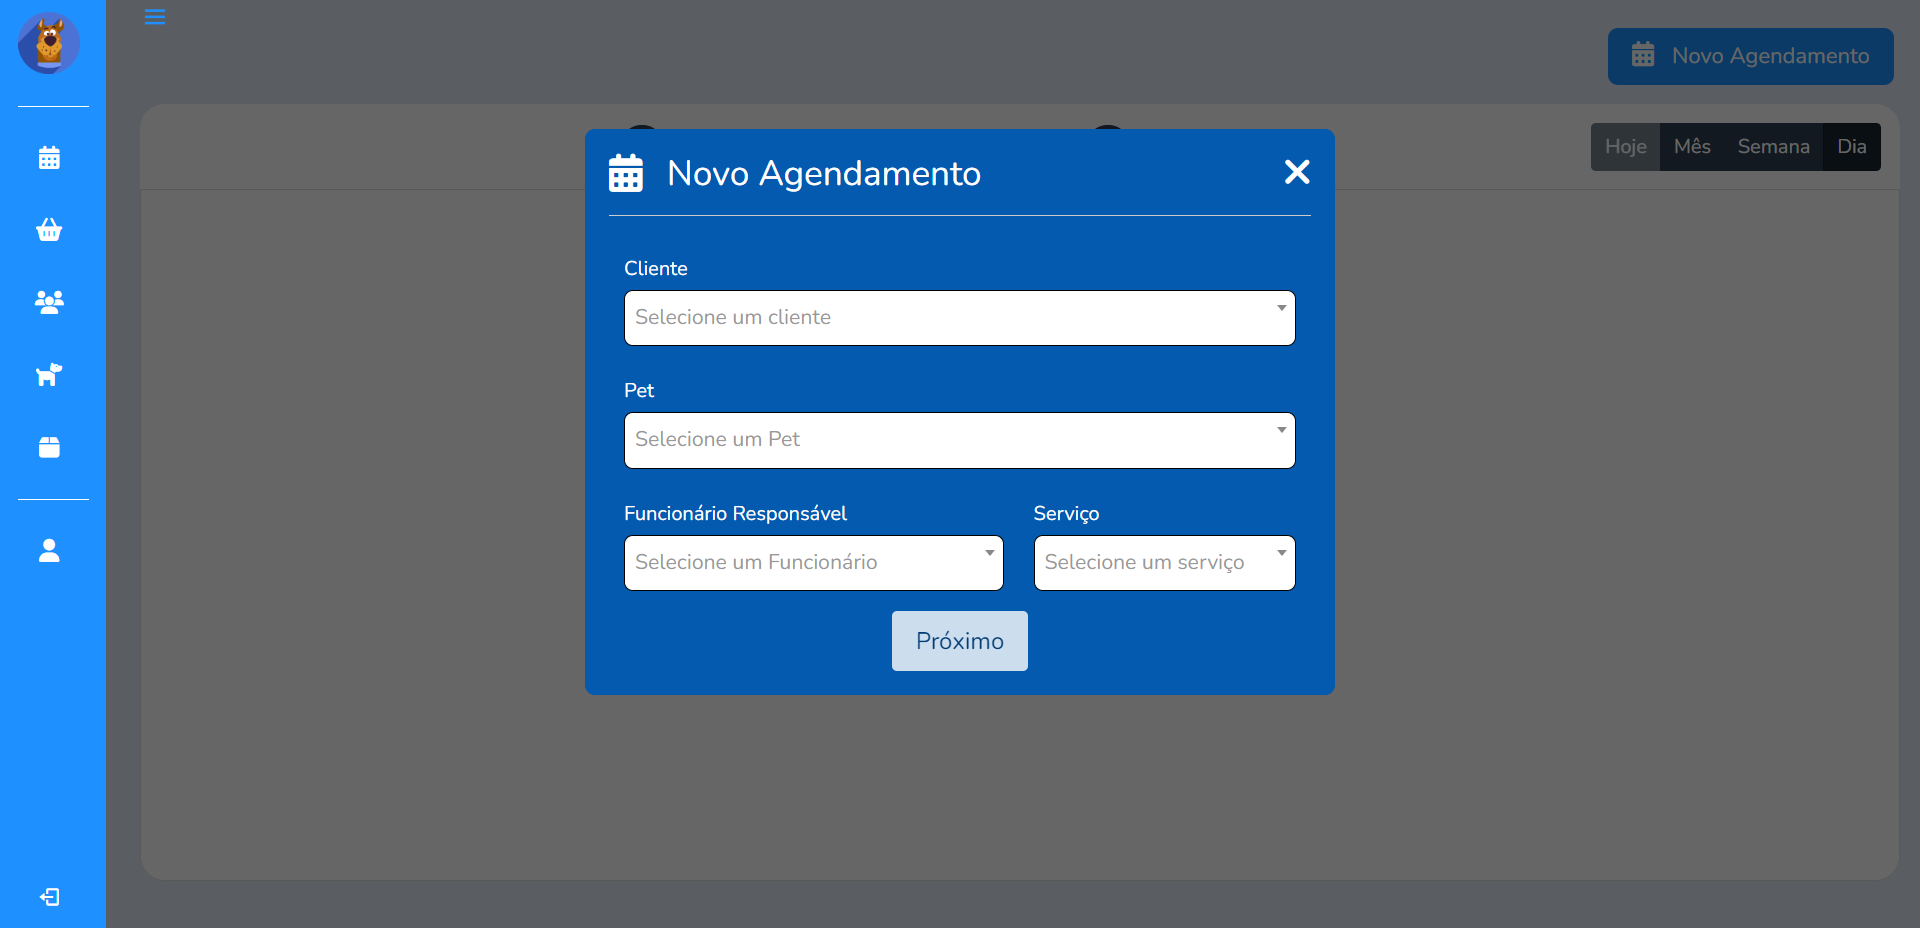 Novo Agendamento
Hoje Mês Semana Dia
Novo Agendamento
Cliente
Selecione um cliente
Pet
Selecione um Pet
Funcionário Responsável Serviço
Selecione um Funcionário Selecione um serviço
Próximo